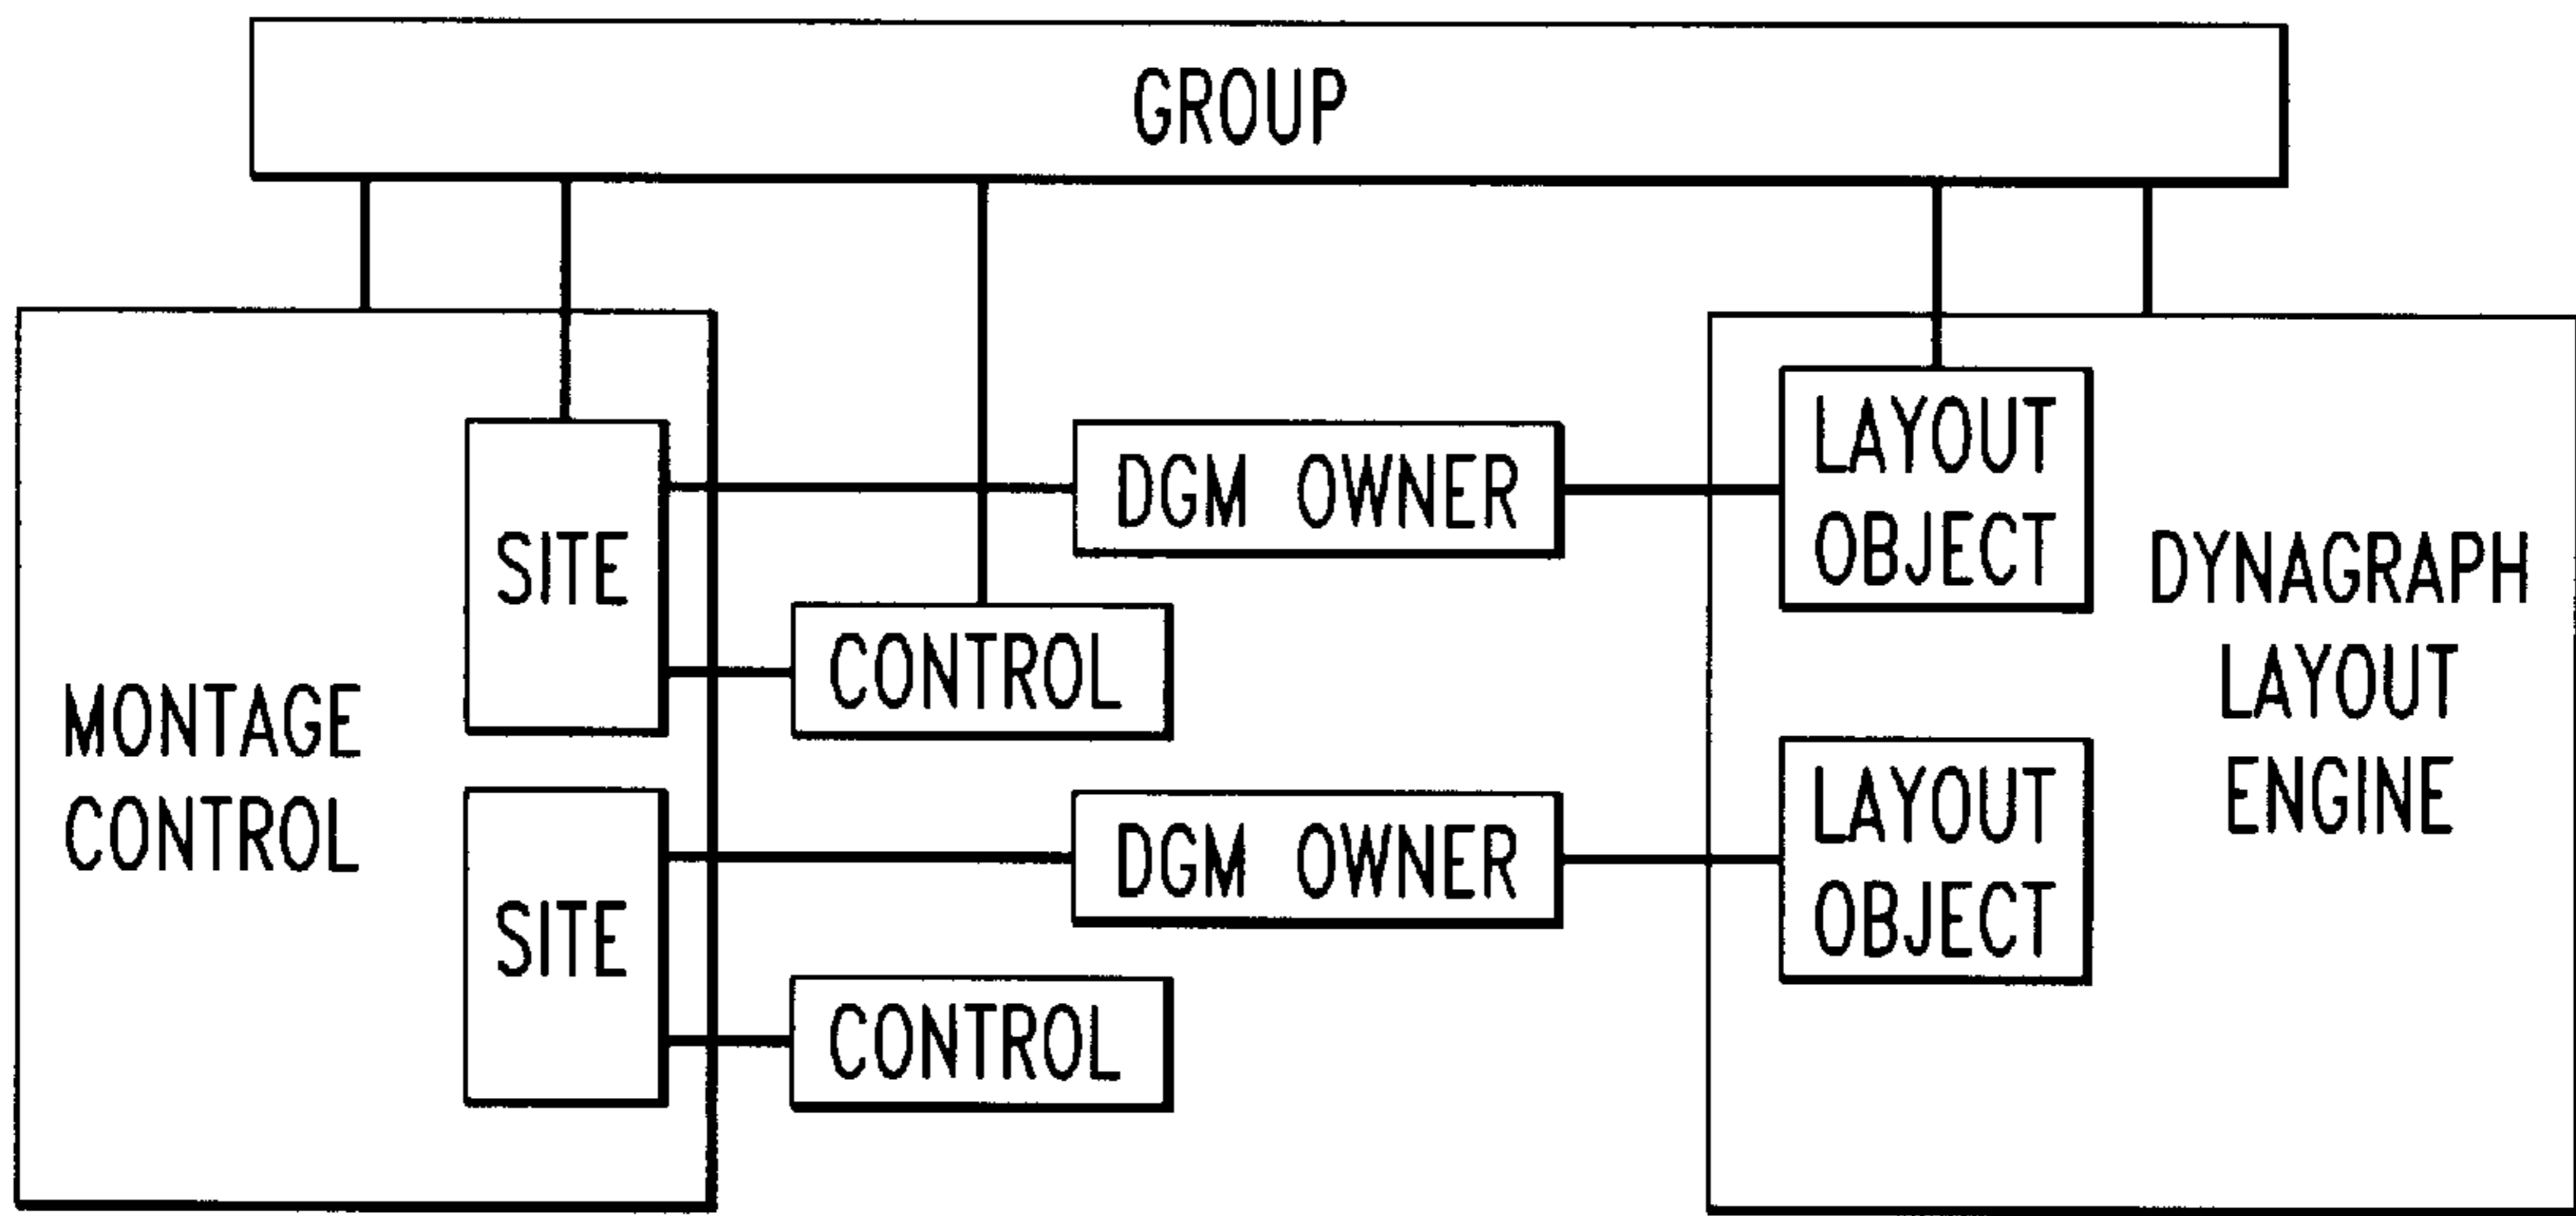 GROUP
MONTAGE
CONTROL
SITE
DGM OWNER
CONTROL
LAYOUT
OBJECT
SITE
DGM OWNER
CONTROL
LAYOUT
OBJECT
DYNAGRAPH
LAYOUT
ENGINE